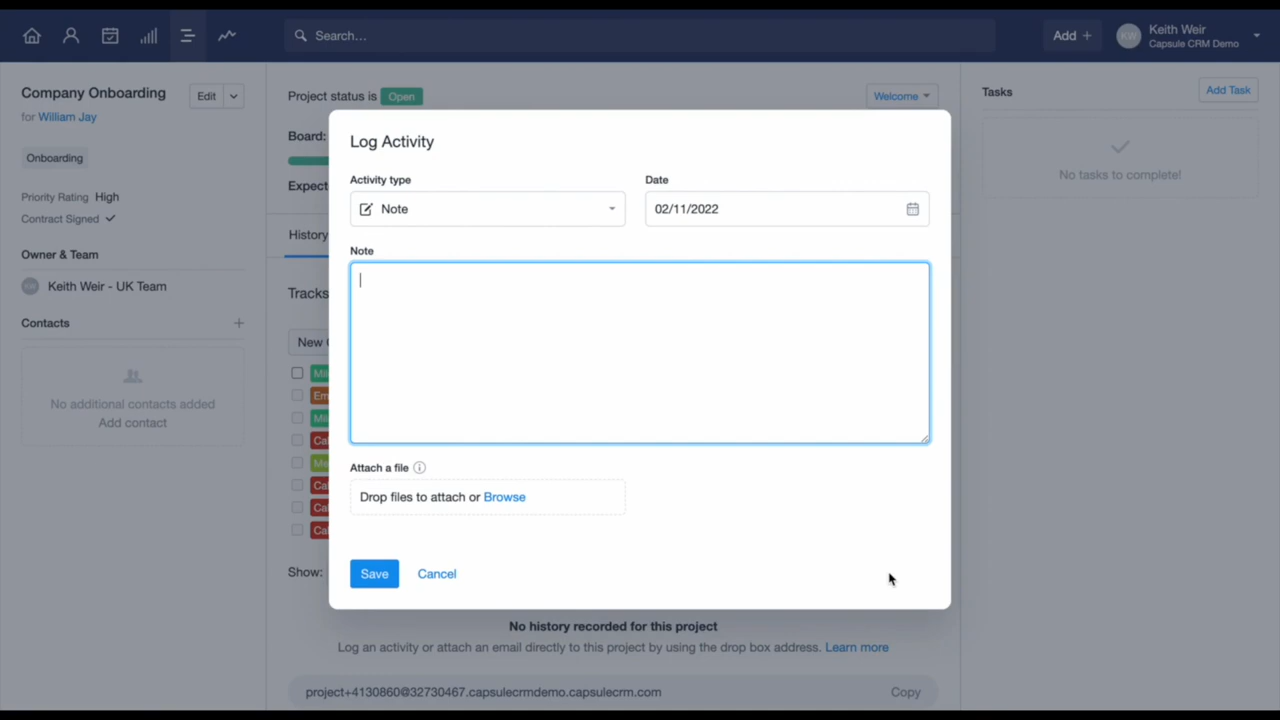 Search...
Add +
KW
Keith Weir
Capsule CRM Demo
Company Onboarding
Edit
for William Jay
Onboarding
Priority Rating High
Contract Signed
Owner & Team
Keith Weir - UK Team
Contacts
No additional contacts added
Add contact
Project status is Open
Welcome
Board:
Expect
History
Tracks
New
Show:
Log Activity
Activity type
Date
Note
02/11/2022
Note
Attach a file
Drop files to attach or Browse
Save
Cancel
No history recorded for this project
Log an activity or attach an email directly to this project by using the drop box address. Learn more
project+4130860@32730467.capsulecrmdemo.capsulecrm.com
Copy
Tasks
Add Task
No tasks to complete!